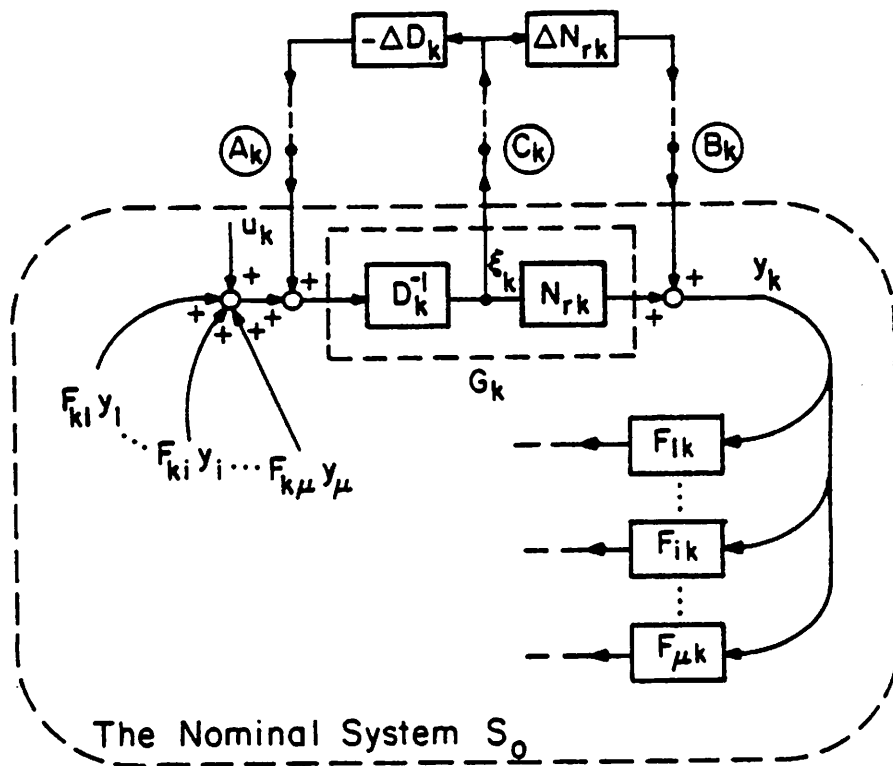 -ΔD_k
ΔN_rk
A_k
C_k
B_k
u_k
+
+
+
+
+
+
+
D_k^-1
ξ_k
N_rk
+
+
y_k
G_k
F_k1 y_1 ... F_ki y_i ... F_kμ y_μ
F_1k
F_ik
F_μk
The Nominal System S_o